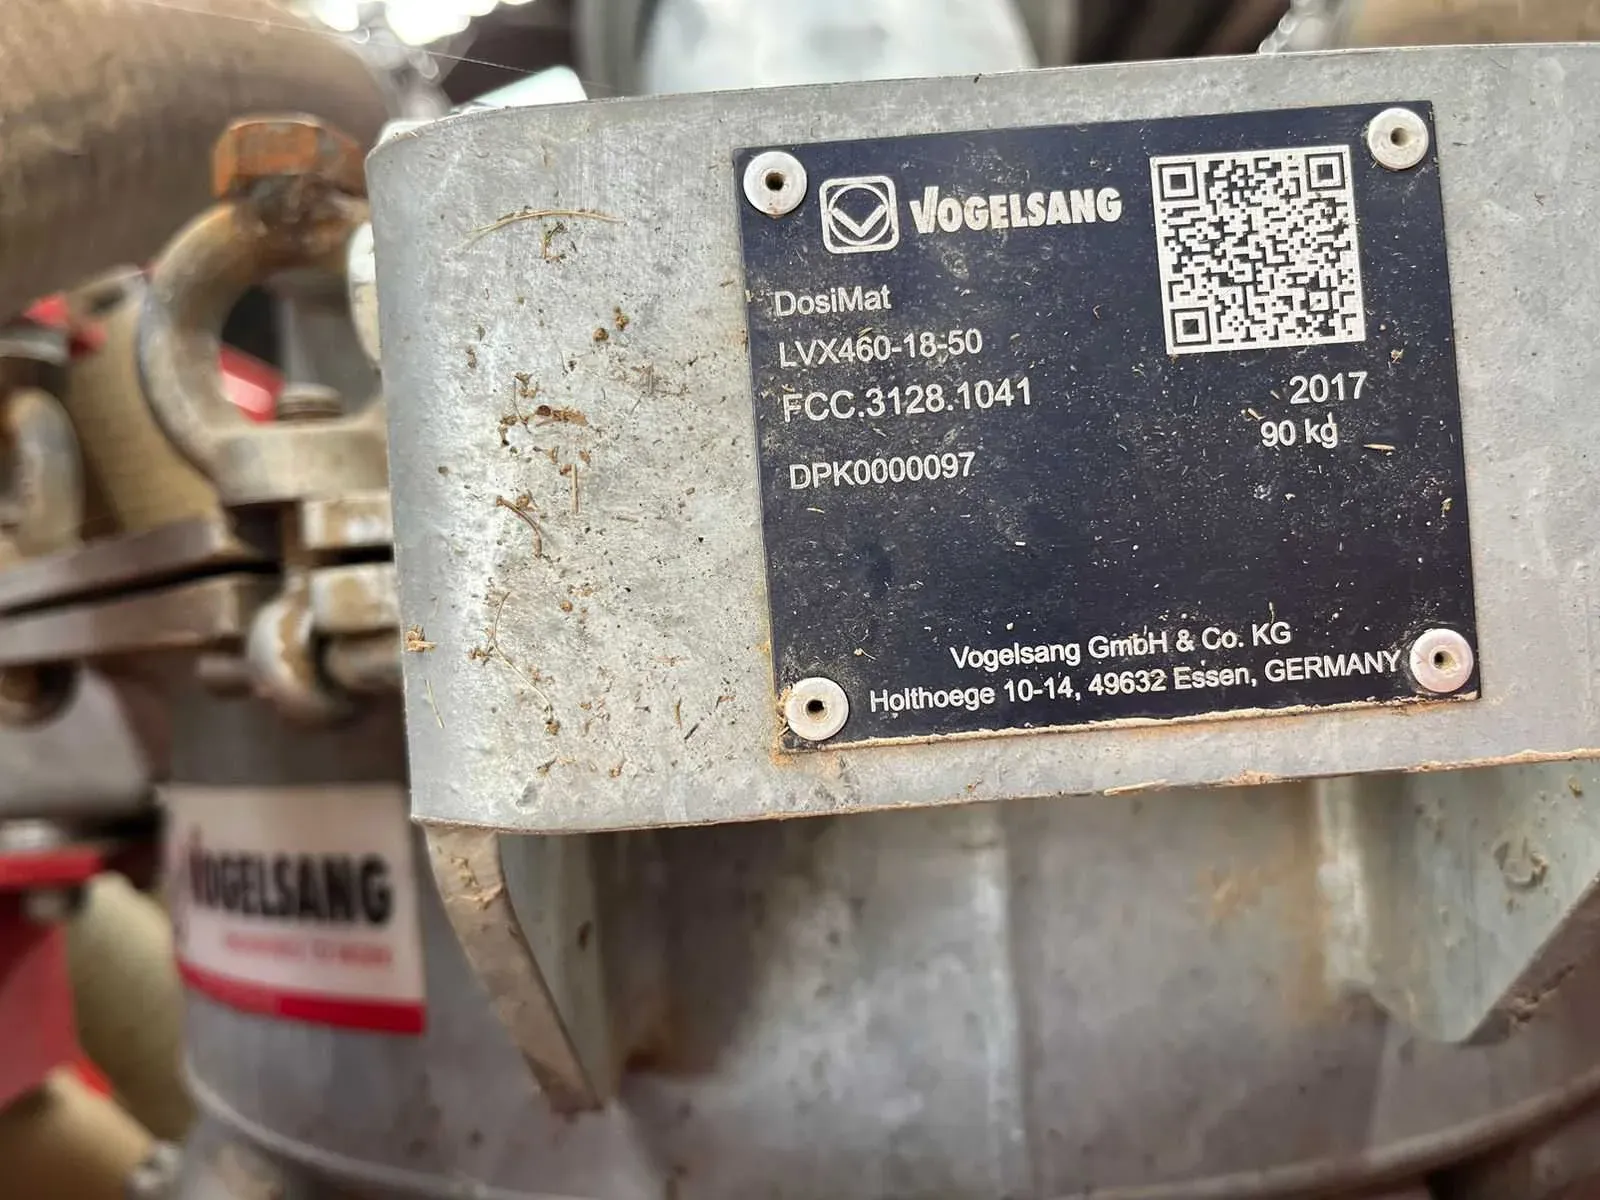 VOGELSANG
DosiMat
LVX460-18-50
FCC.3128.1041
2017
90 kg
DPK0000097
Vogelsang GmbH & Co. KG
Holthoege 10-14, 49632 Essen, GERMANY
VOGELSANG